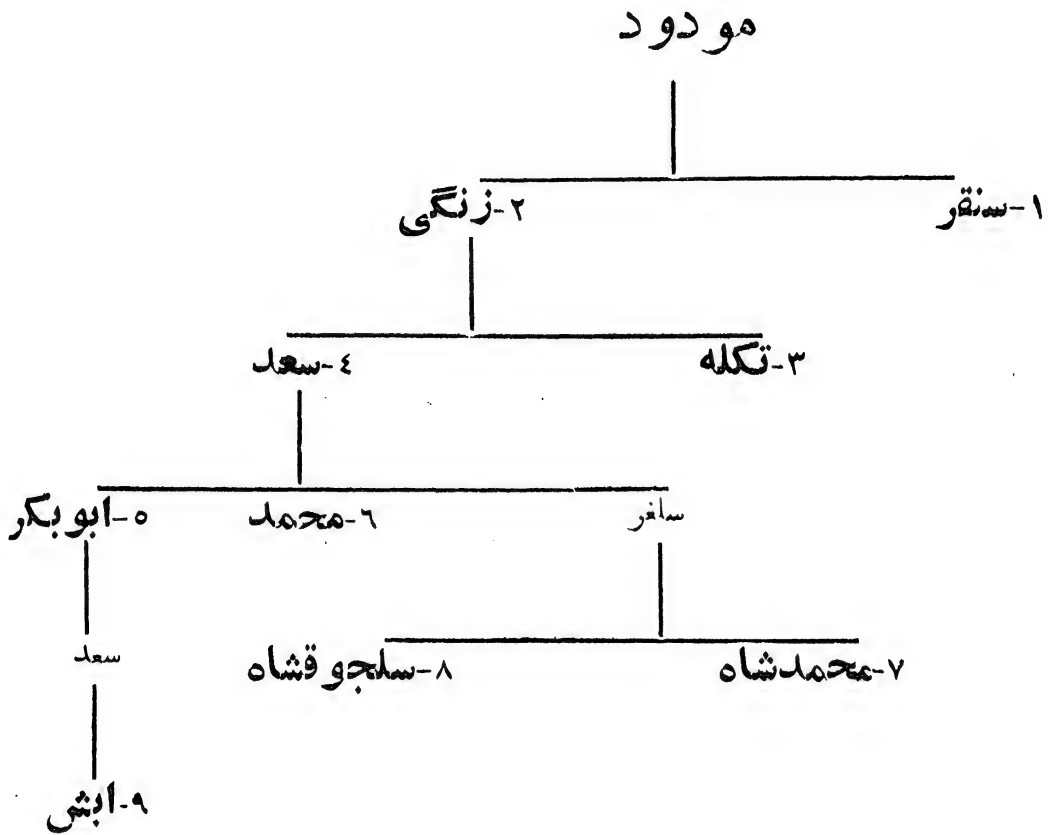 مودود
۱-سنقر
۲-زنگی
۳-تکله
٤-سعد
سلغر
٦-محمد
٥-ابوبکر
۷-محمدشاه
۸-سلجوقشاه
سعد
۹-ابش